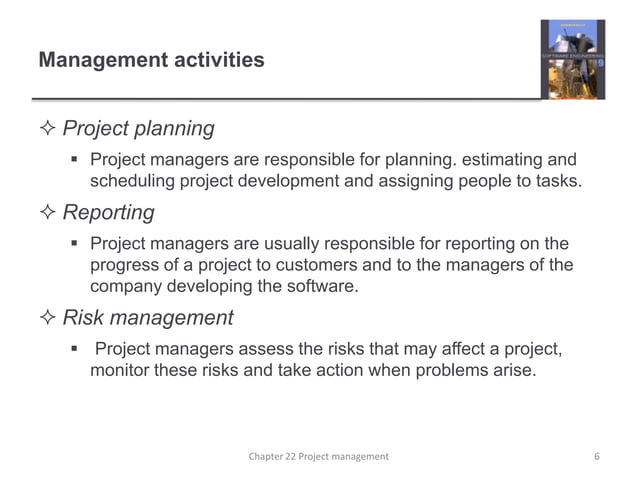 Management activities
SOFTWARE ENGINEERING
9
✧ Project planning
▪ Project managers are responsible for planning. estimating and
scheduling project development and assigning people to tasks.
✧ Reporting
▪ Project managers are usually responsible for reporting on the
progress of a project to customers and to the managers of the
company developing the software.
✧ Risk management
▪ Project managers assess the risks that may affect a project,
monitor these risks and take action when problems arise.
Chapter 22 Project management
6